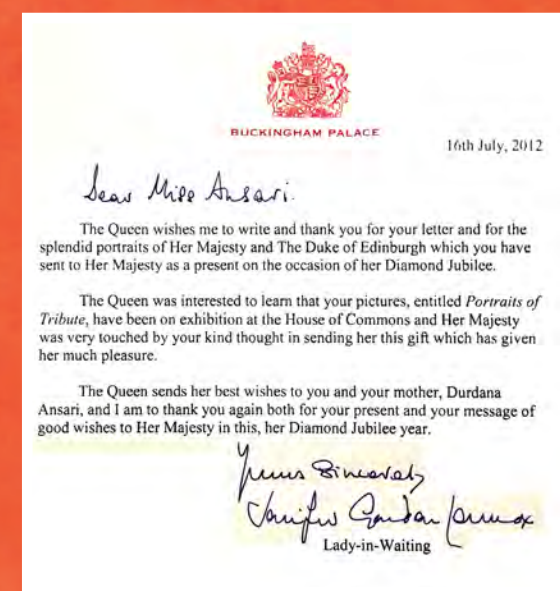 BUCKINGHAM PALACE
16th July, 2012
Dear Miss Ansari.
The Queen wishes me to write and thank you for your letter and for the
splendid portraits of Her Majesty and The Duke of Edinburgh which you have
sent to Her Majesty as a present on the occasion of her Diamond Jubilee.
The Queen was interested to learn that your pictures, entitled Portraits of
Tribute, have been on exhibition at the House of Commons and Her Majesty
was very touched by your kind thought in sending her this gift which has given
her much pleasure.
The Queen sends her best wishes to you and your mother, Durdana
Ansari, and I am to thank you again both for your present and your message of
good wishes to Her Majesty in this, her Diamond Jubilee year.
Yours Sincerely
Jennifer Gordon Lennox
Lady-in-Waiting